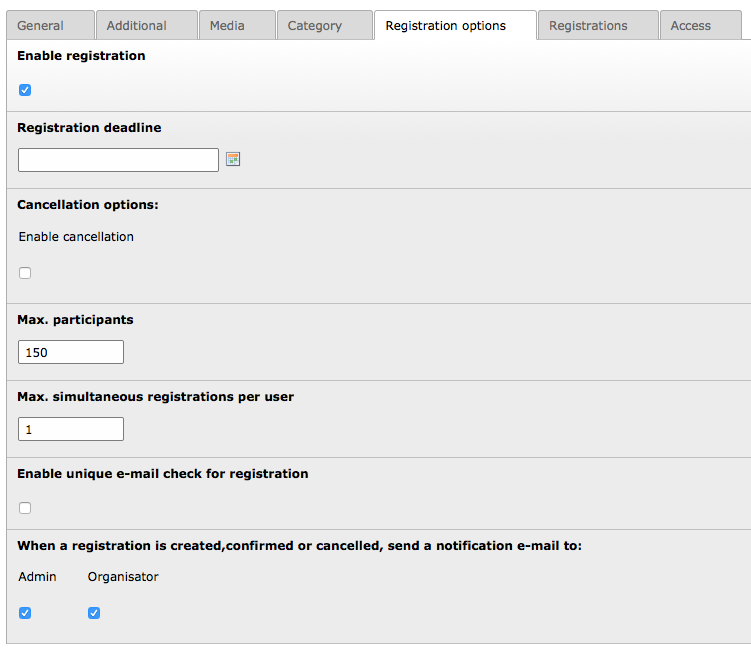 General Additional Media Category Registration options Registrations Access
Enable registration
Registration deadline
Cancellation options:
Enable cancellation
Max. participants
150
Max. simultaneous registrations per user
1
Enable unique e-mail check for registration
When a registration is created,confirmed or cancelled, send a notification e-mail to:
Admin Organisator